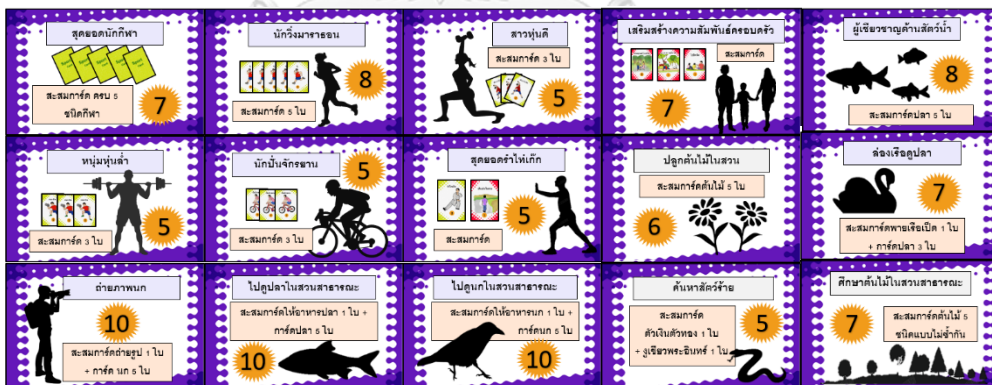 สุดยอดนักกีฬา
สะสมการ์ด ครบ 5
ชนิดกีฬา
7
นักวิ่งมาราธอน
8
สะสมการ์ด 5 ใบ
สาวหุ่นดี
สะสมการ์ด 3 ใบ
5
เสริมสร้างความสัมพันธ์ครอบครัว
สะสมการ์ด
7
ผู้เชี่ยวชาญด้านสัตว์น้ำ
8
สะสมการ์ดปลา 5 ใบ
หนุ่มหุ่นล่ำ
5
สะสมการ์ด 3 ใบ
นักปั่นจักรยาน
5
สะสมการ์ด 3 ใบ
สุดยอดรำไท่เก๊ก
5
สะสมการ์ด
ปลูกต้นไม้ในสวน
สะสมการ์ดต้นไม้ 5 ใบ
6
ล่องเรือดูปลา
7
สะสมการ์ดพายเรือเป็ด 1 ใบ
+ การ์ดปลา 3 ใบ
ถ่ายภาพนก
10
สะสมการ์ดถ่ายรูป 1 ใบ
+ การ์ด นก 5 ใบ
ไปดูปลาในสวนสาธารณะ
สะสมการ์ดให้อาหารปลา 1 ใบ +
การ์ดปลา 5 ใบ
10
ไปดูนกในสวนสาธารณะ
สะสมการ์ดให้อาหารนก 1 ใบ +
การ์ดนก 5 ใบ
10
ค้นหาสัตว์ร้าย
สะสมการ์ด
ตัวเงินตัวทอง 1 ใบ
+ งูเขียวพระอินทร์ 1 ใบ
5
ศึกษาต้นไม้ในสวนสาธารณะ
7
สะสมการ์ดต้นไม้ 5
ชนิดแบบไม่ซ้ำกัน